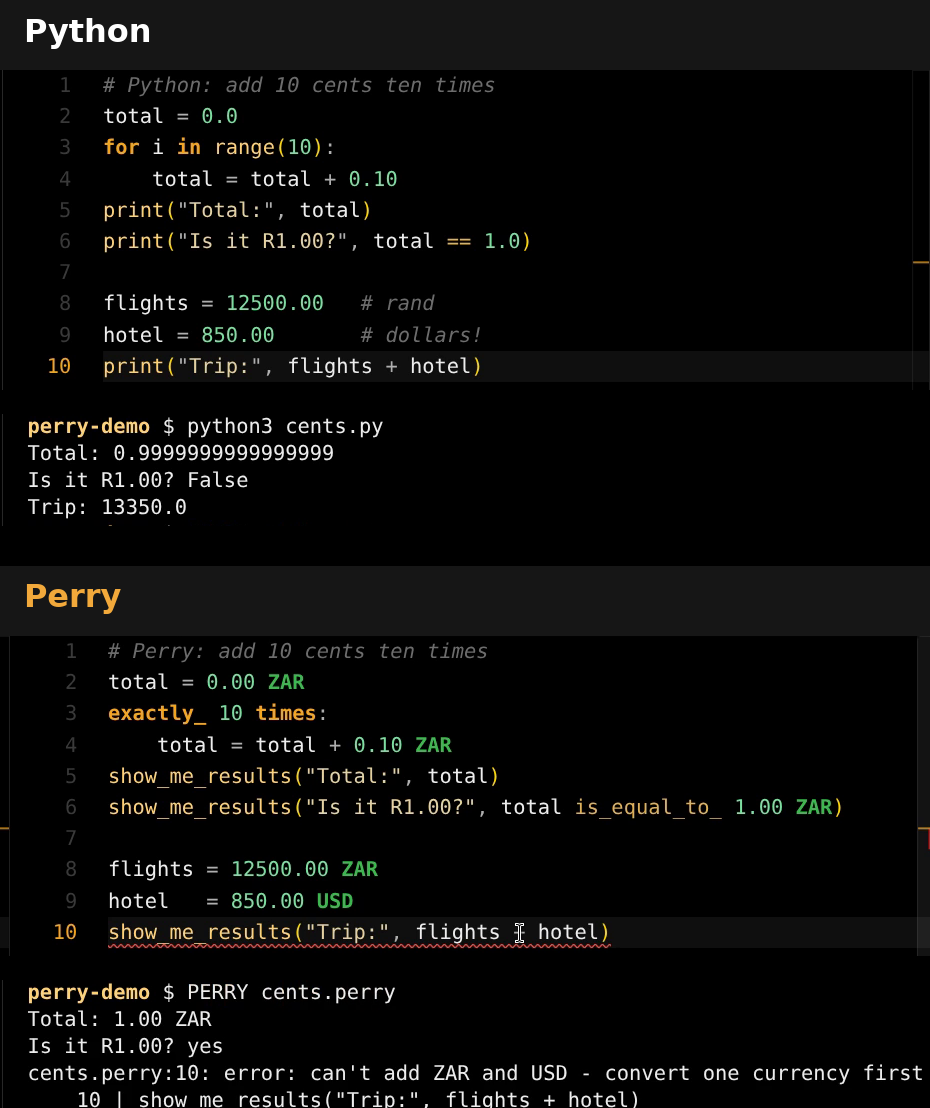 Python
1 # Python: add 10 cents ten times
2 total = 0.0
3 for i in range(10):
4     total = total + 0.10
5 print("Total:", total)
6 print("Is it R1.00?", total == 1.0)
7
8 flights = 12500.00   # rand
9 hotel = 850.00       # dollars!
10 print("Trip:", flights + hotel)
perry-demo $ python3 cents.py
Total: 0.9999999999999999
Is it R1.00? False
Trip: 13350.0
Perry
1 # Perry: add 10 cents ten times
2 total = 0.00 ZAR
3 exactly_ 10 times:
4     total = total + 0.10 ZAR
5 show_me_results("Total:", total)
6 show_me_results("Is it R1.00?", total is_equal_to_ 1.00 ZAR)
7
8 flights = 12500.00 ZAR
9 hotel   = 850.00 USD
10 show_me_results("Trip:", flights + hotel)
perry-demo $ PERRY cents.perry
Total: 1.00 ZAR
Is it R1.00? yes
cents.perry:10: error: can't add ZAR and USD - convert one currency first
    10 | show_me_results("Trip:", flights + hotel)